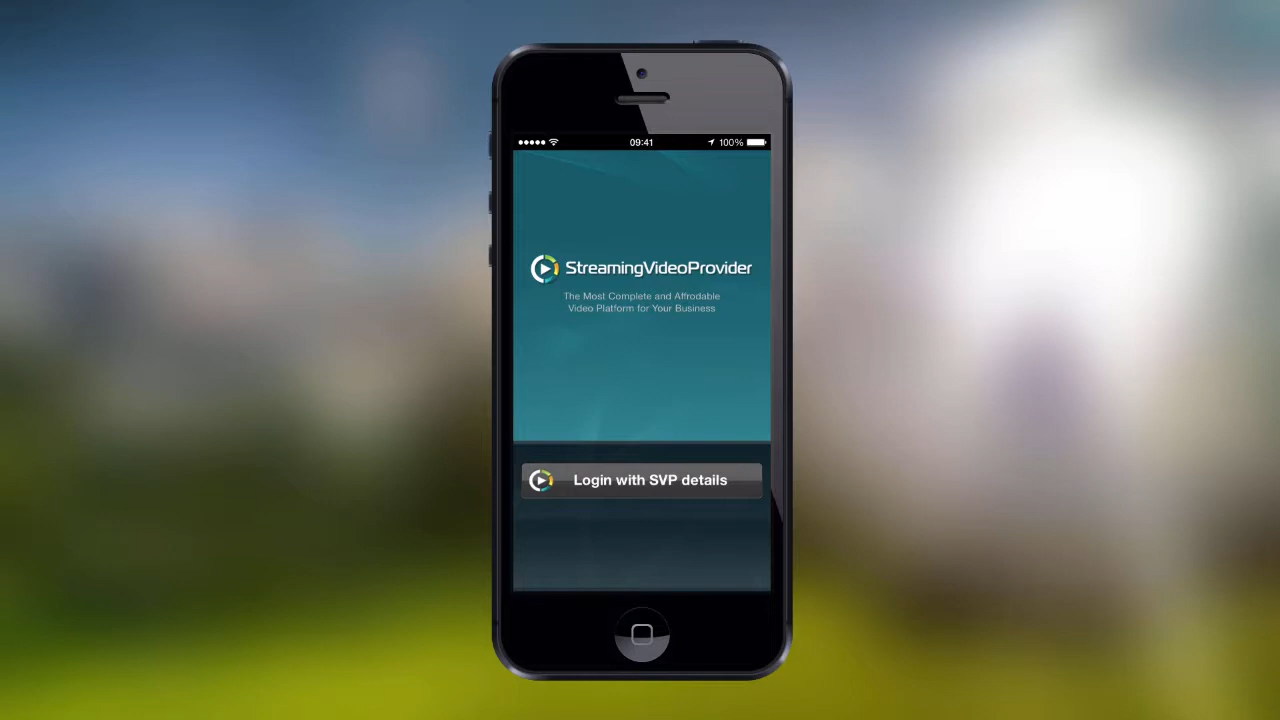 09:41
100%
StreamingVideoProvider
The Most Complete and Affrodable
Video Platform for Your Business
Login with SVP details